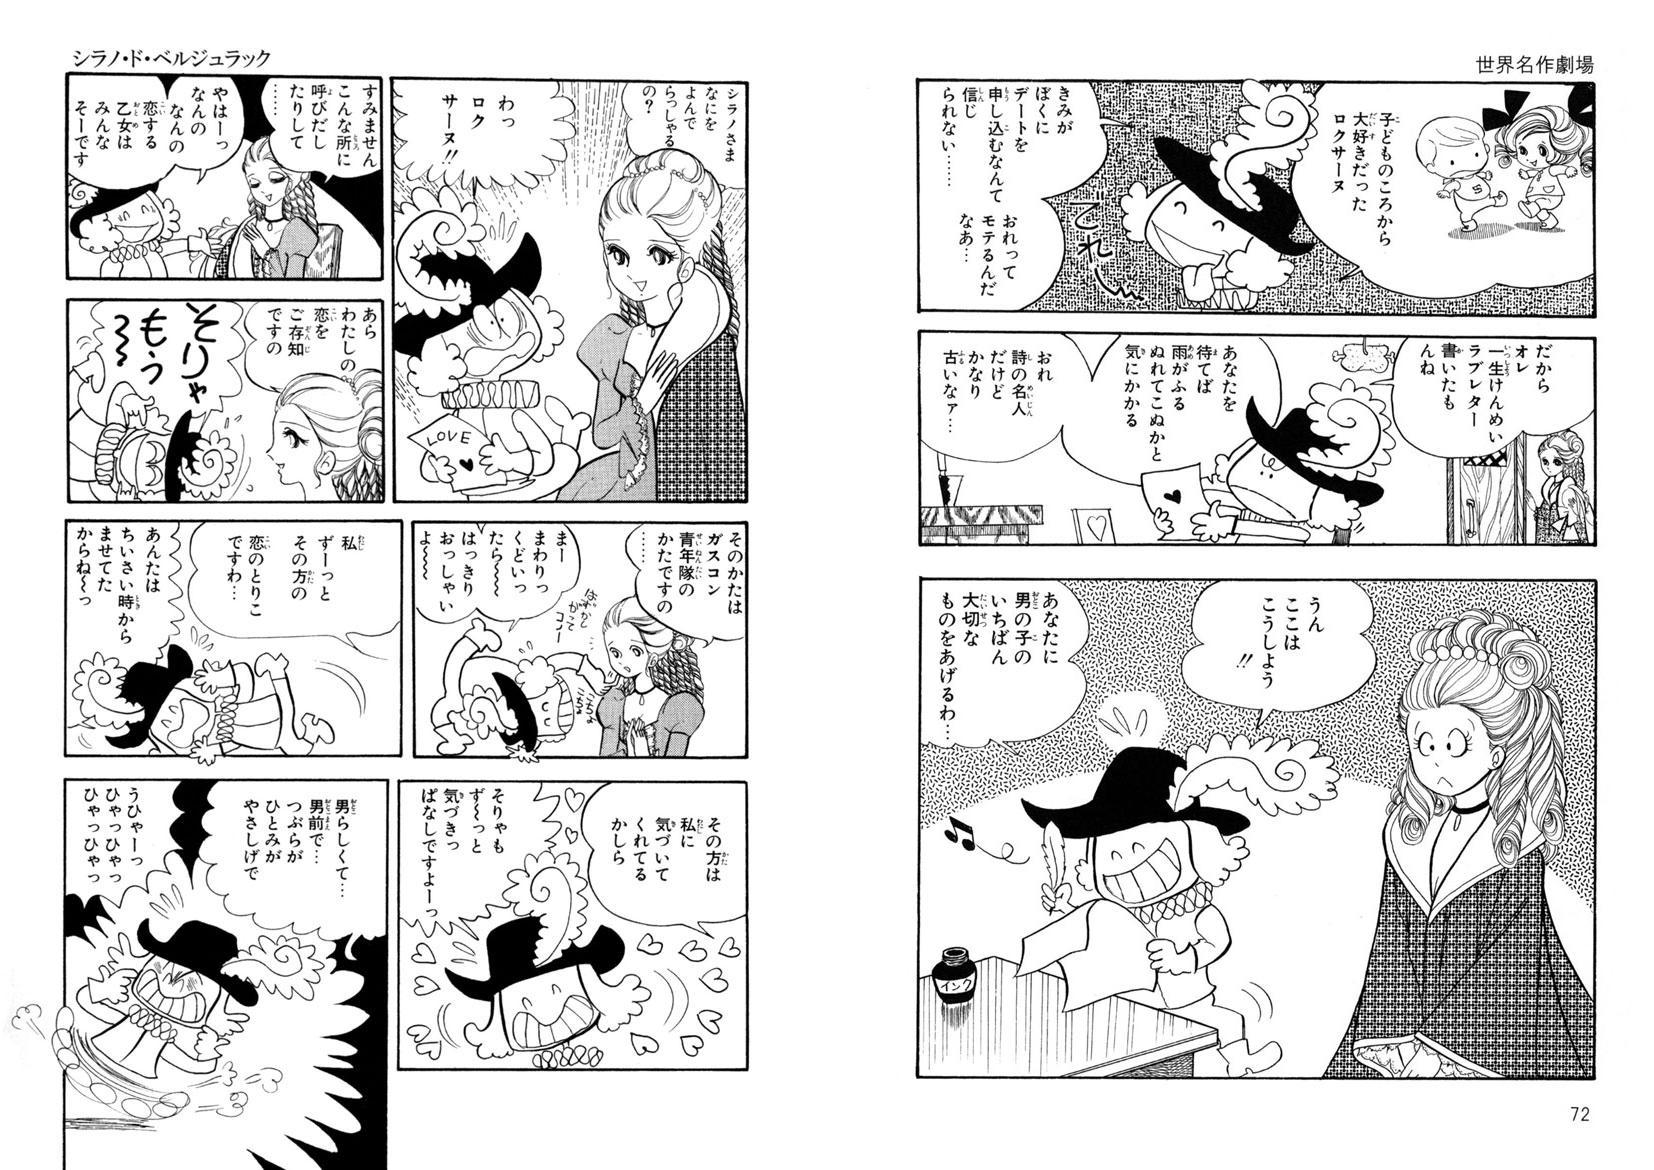 世界名作劇場
子どものころから
大好きだった
ロクサーヌ
きみが
ぼくに
デートを
申し込むなんて
信じ
られない……
おれって
モテるんだ
なあ…
でれ〜
だから
オレ
一生けんめい
ラブレター
書いたも
んね
あなたを
待てば
雨がふる
ぬれてこぬかと
気にかかる
おれ
詩の名人
だけど
かなり
古いなァ…
うん
ここは
こうしよう
!!
あなたに
男の子の
いちばん
大切な
ものをあげるわ…
インク
72
シラノ・ド・ベルジュラック
シラノさま
なにを
よんで
らっしゃる
の?
わっ
ロク
サーヌ!!
LOVE
すみません
こんな所に
呼びだし
たりして
……
やはーっ
なんの
なんの
恋する
乙女は
みんな
そーです
あら
わたしの
恋を
ご存知
ですの
そりゃ
もう
〜〜
そのかたは
ガスコン
青年隊の
かたですの
……
まー
まわりっ
くどいっ
たら〜
はっきり
おっしゃい
よ〜〜
はずかし
がって
コノー
こちょ
こちょ
私
ずーっと
その方の
恋のとりこ
ですわ…
あんたは
ちいさい時から
ませてた
からね〜っ
その方は
私に
気づいて
くれてる
かしら
そりゃも
ず〜っと
気づきっ
ぱなしですよーっ
男らしくて…
男前で…
つぶらが
ひとみが
やさしげで
うひゃーっ
ひゃっひゃっ
ひゃっひゃっ